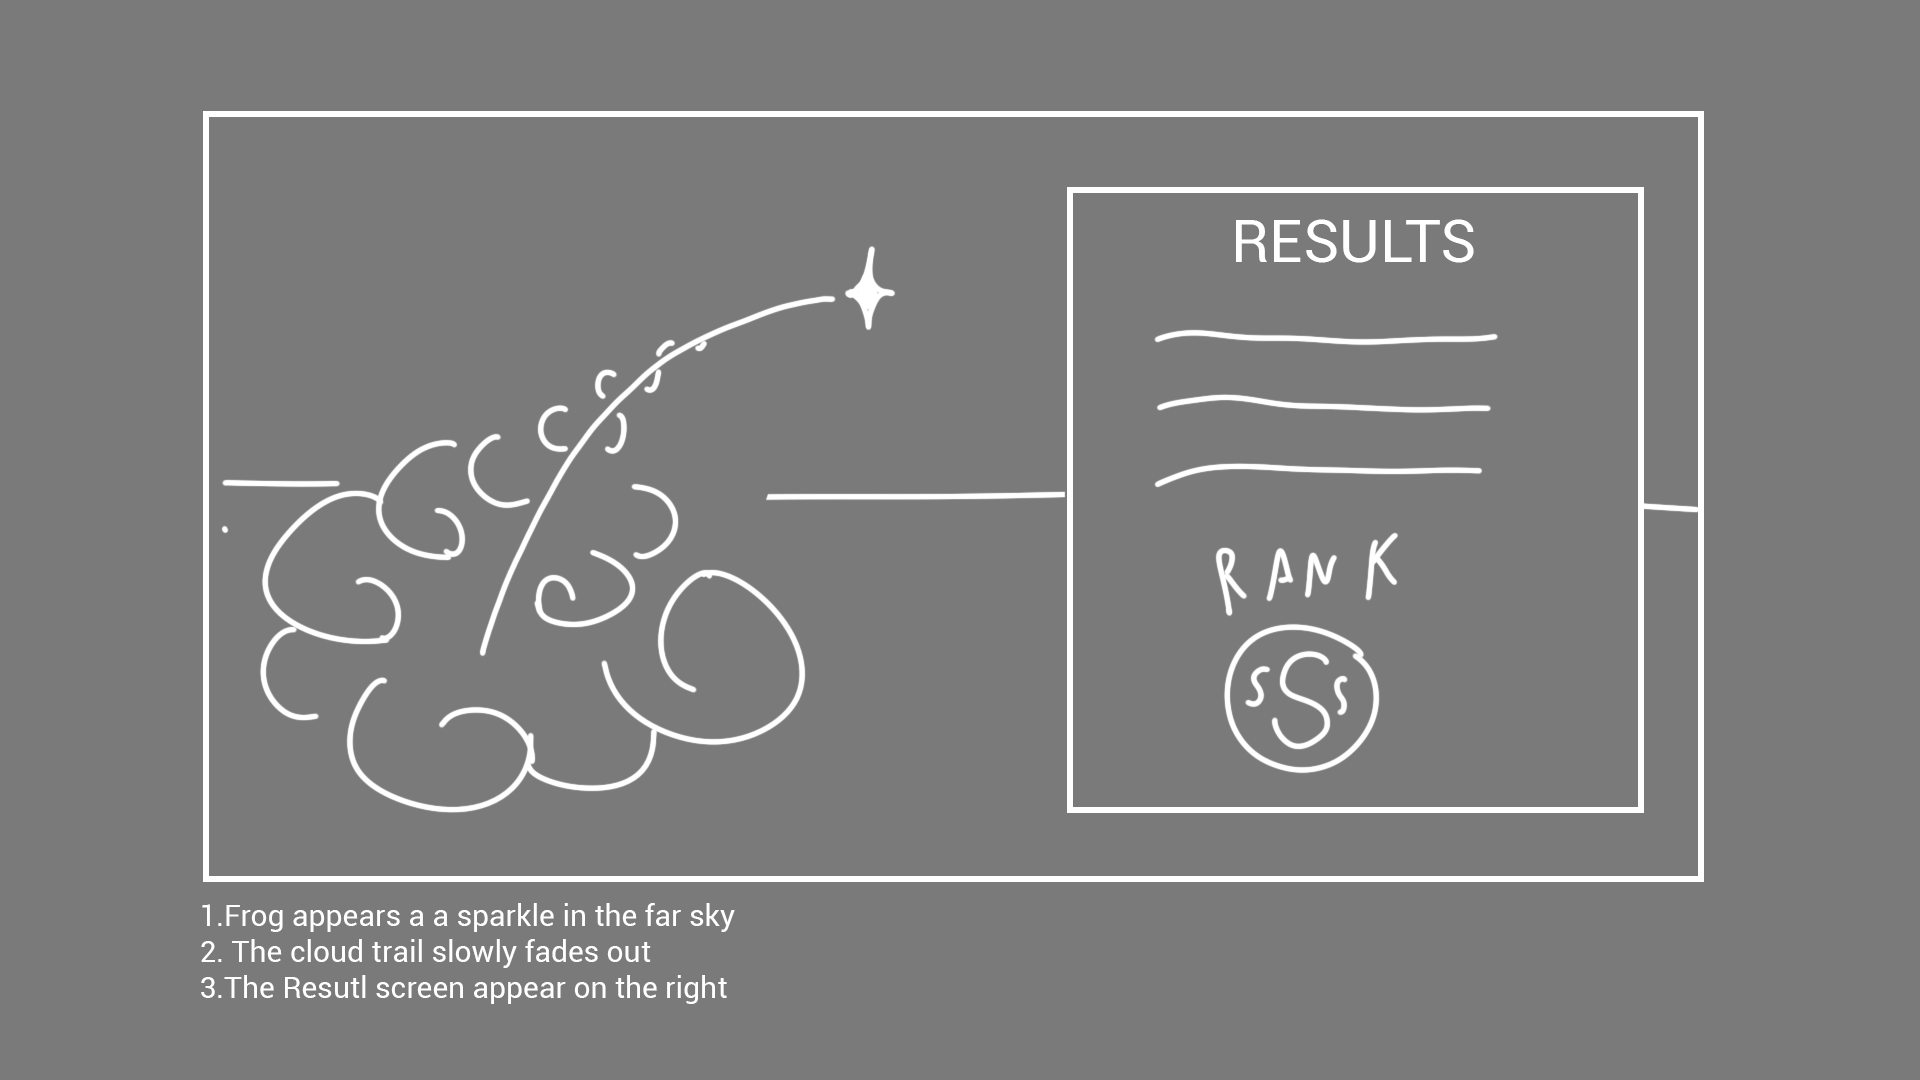 RESULTS
RANK
sSs
1.Frog appears a a sparkle in the far sky
2. The cloud trail slowly fades out
3.The Resutl screen appear on the right